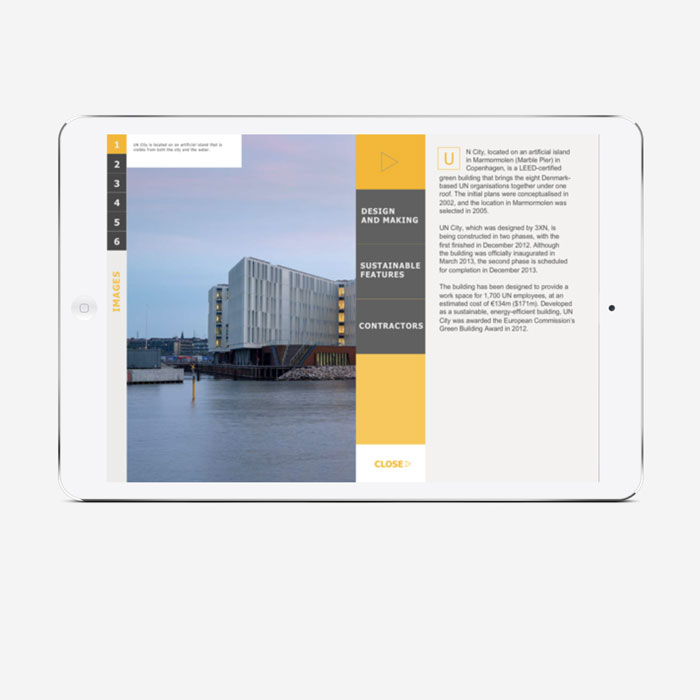 1
2
3
4
5
6
IMAGES
UN City is located on an artificial island that is
visible from both the city and the water.
DESIGN
AND MAKING
SUSTAINABLE
FEATURES
CONTRACTORS
CLOSE
U N City, located on an artificial island
in Marmormolen (Marble Pier) in
Copenhagen, is a LEED-certified
green building that brings the eight Denmark-
based UN organisations together under one
roof. The initial plans were conceptualised in
2002, and the location in Marmormolen was
selected in 2005.
UN City, which was designed by 3XN, is
being constructed in two phases, with the
first finished in December 2012. Although
the building was officially inaugurated in
March 2013, the second phase is scheduled
for completion in December 2013.
The building has been designed to provide a
work space for 1,700 UN employees, at an
estimated cost of €134m ($171m). Developed
as a sustainable, energy-efficient building, UN
City was awarded the European Commission's
Green Building Award in 2012.